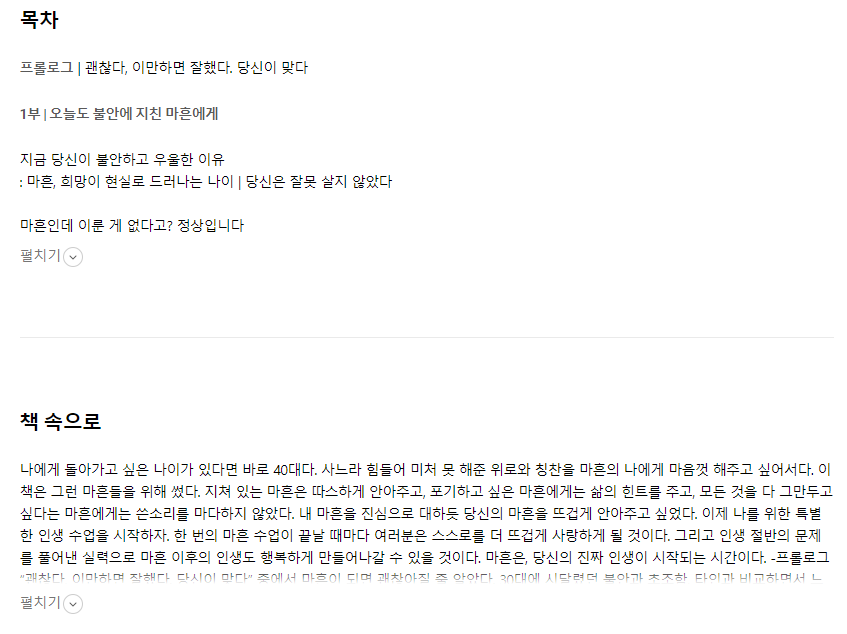 목차
프롤로그 | 괜찮다, 이만하면 잘했다. 당신이 맞다
1부 | 오늘도 불안에 지친 마흔에게
지금 당신이 불안하고 우울한 이유
: 마흔, 희망이 현실로 드러나는 나이 | 당신은 잘못 살지 않았다
마흔인데 이룬 게 없다고? 정상입니다
펼치기
책 속으로
나에게 돌아가고 싶은 나이가 있다면 바로 40대다. 사느라 힘들어 미처 못 해준 위로와 칭찬을 마흔의 나에게 마음껏 해주고 싶어서다. 이
책은 그런 마흔들을 위해 썼다. 지쳐 있는 마흔은 따스하게 안아주고, 포기하고 싶은 마흔에게는 삶의 힌트를 주고, 모든 것을 다 그만두고
싶다는 마흔에게는 쓴소리를 마다하지 않았다. 내 마흔을 진심으로 대하듯 당신의 마흔을 뜨겁게 안아주고 싶었다. 이제 나를 위한 특별
한 인생 수업을 시작하자. 한 번의 마흔 수업이 끝날 때마다 여러분은 스스로를 더 뜨겁게 사랑하게 될 것이다. 그리고 인생 절반의 문제
를 풀어낸 실력으로 마흔 이후의 인생도 행복하게 만들어나갈 수 있을 것이다. 마흔은, 당신의 진짜 인생이 시작되는 시간이다. -프롤로그
“괜찮다, 이만하면 잘했다. 당신이 맞다” 중에서 마흔이 되면 괜찮아질 줄 알았다. 30대에 시달렸던 불안과 초조함, 타인과 비교하면서 느
펼치기